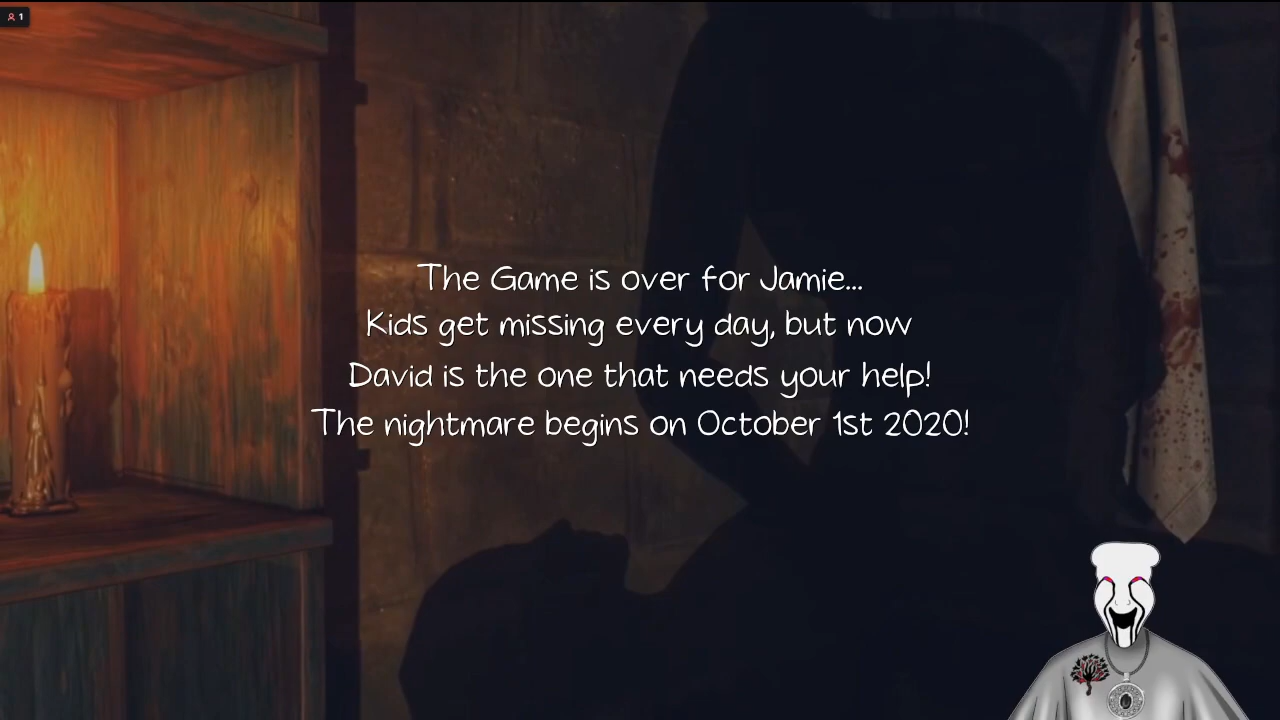 1
The Game is over for Jamie...
Kids get missing every day, but now
David is the one that needs your help!
The nightmare begins on October 1st 2020!